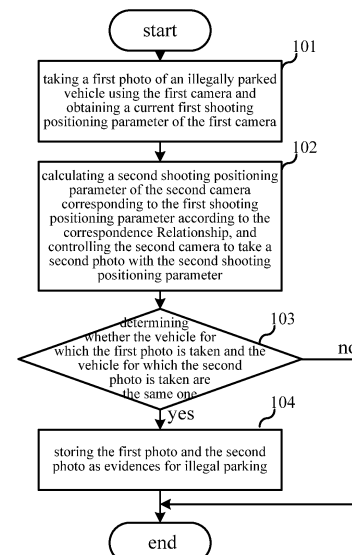 start
101
taking a first photo of an illegally parked
vehicle using the first camera and
obtaining a current first shooting
positioning parameter of the first camera
102
calculating a second shooting positioning
parameter of the second camera
corresponding to the first shooting
positioning parameter according to the
correspondence Relationship, and
controlling the second camera to take a
second photo with the second shooting
positioning parameter
103
determining
whether the vehicle for
which the first photo is taken and the
vehicle for which the second
photo is taken are
the same one
no
yes
104
storing the first photo and the second
photo as evidences for illegal parking
end